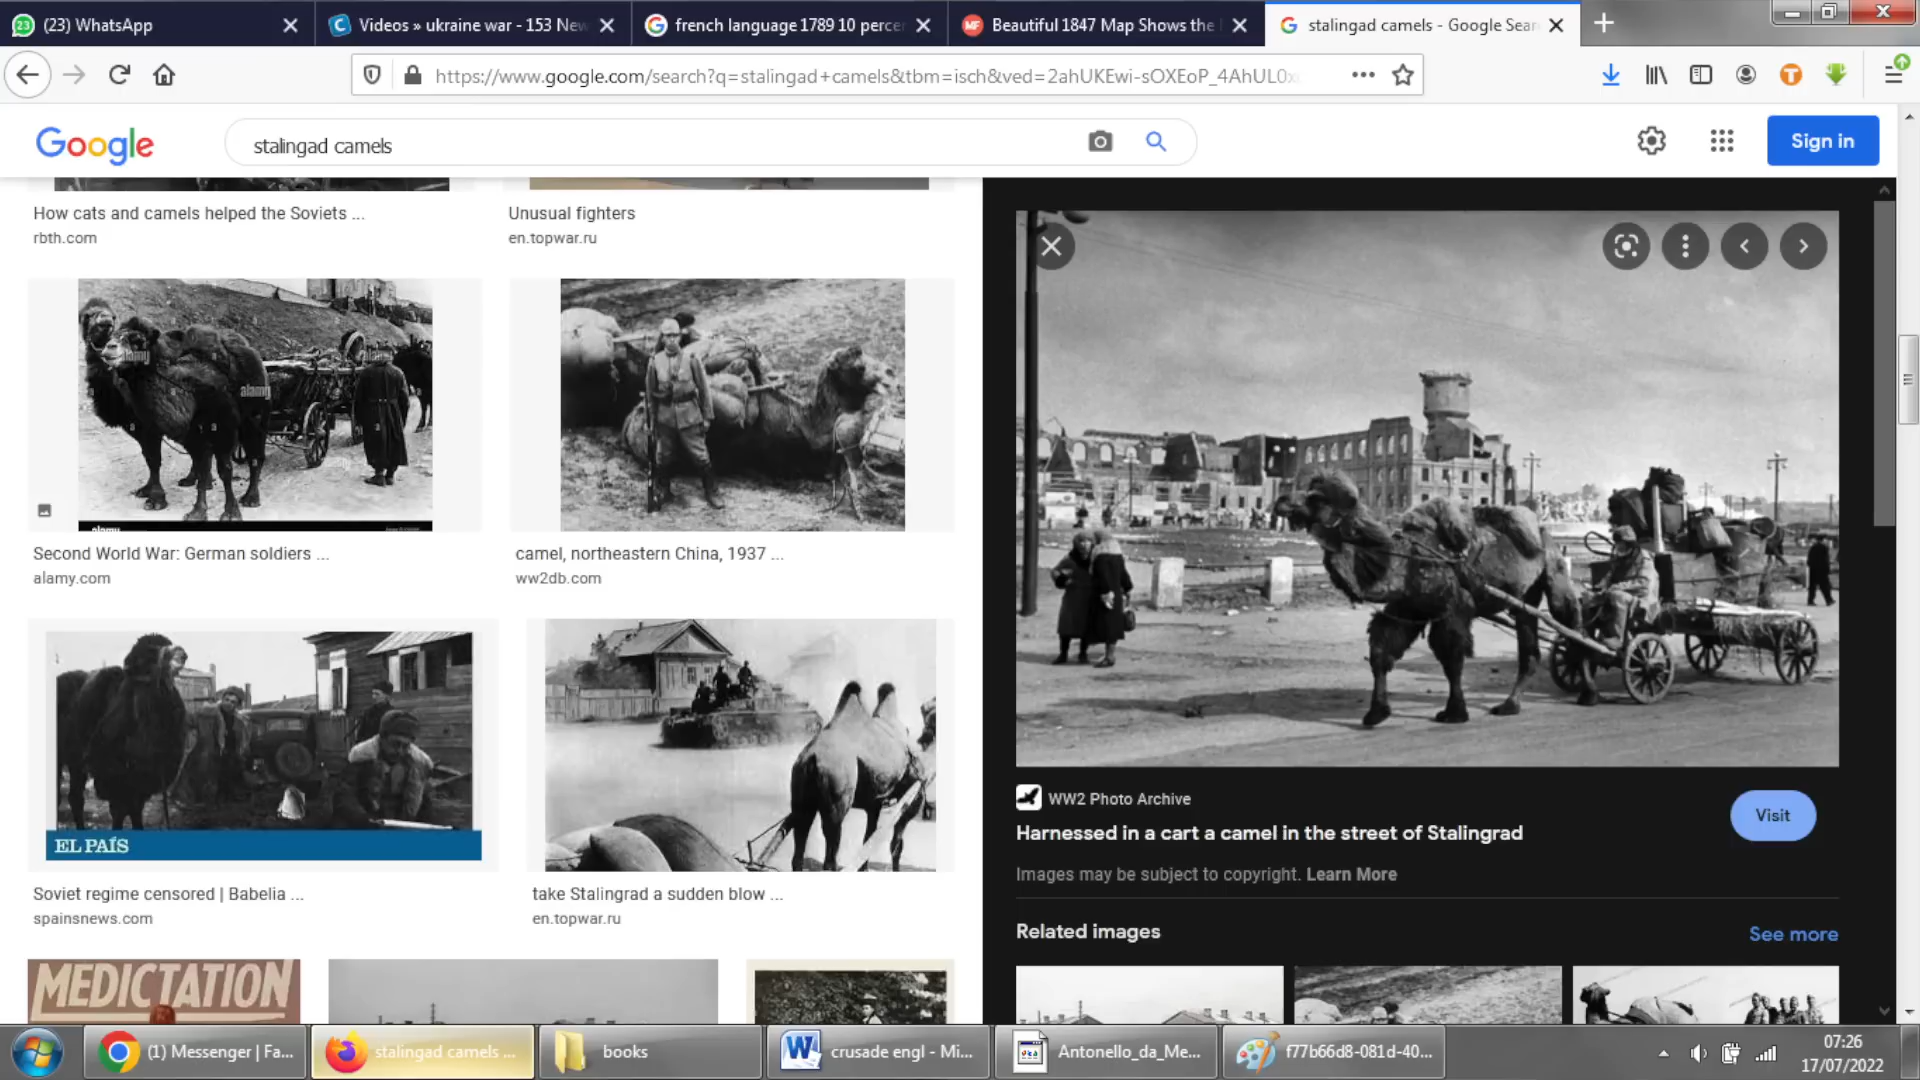 (23) WhatsApp
Videos » ukraine war - 153 New
french language 1789 10 perce
Beautiful 1847 Map Shows the
stalingad camels - Google Sear
https://www.google.com/search?q=stalingad+camels&tbm=isch&ved=2ahUKEwi-sOXEoP_4AhUL0x
Google
stalingad camels
Sign in
How cats and camels helped the Soviets ...
rbth.com
Unusual fighters
en.topwar.ru
alamy
alamy
alamy
a
a
a
alamy
Second World War: German soldiers ...
alamy.com
camel, northeastern China, 1937 ...
ww2db.com
EL PAÍS
Soviet regime censored | Babelia ...
spainsnews.com
take Stalingrad a sudden blow ...
en.topwar.ru
WW2 Photo Archive
Harnessed in a cart a camel in the street of Stalingrad
Visit
Images may be subject to copyright. Learn More
Related images
See more
MEDICTATION
(1) Messenger | Fa...
stalingad camels ...
books
crusade engl - Mi...
Antonello_da_Me...
f77b66d8-081d-40...
07:26
17/07/2022